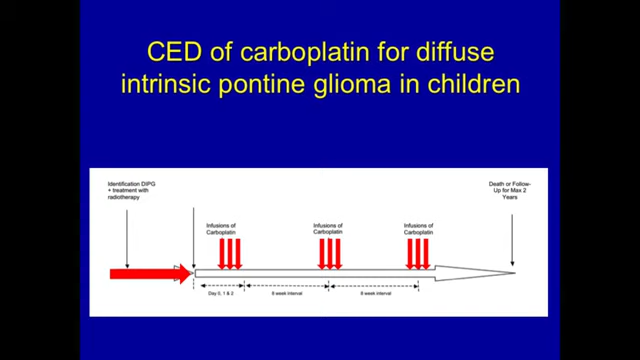 CED of carboplatin for diffuse
intrinsic pontine glioma in children
Identification DIPG
+ treatment with
radiotherapy
Death or Follow-
Up for Max 2
Years
Infusions of
Carboplatin
Infusions of
Carboplatin
Infusions of
Carboplatin
Day 0, 1 & 2
8 week interval
8 week interval